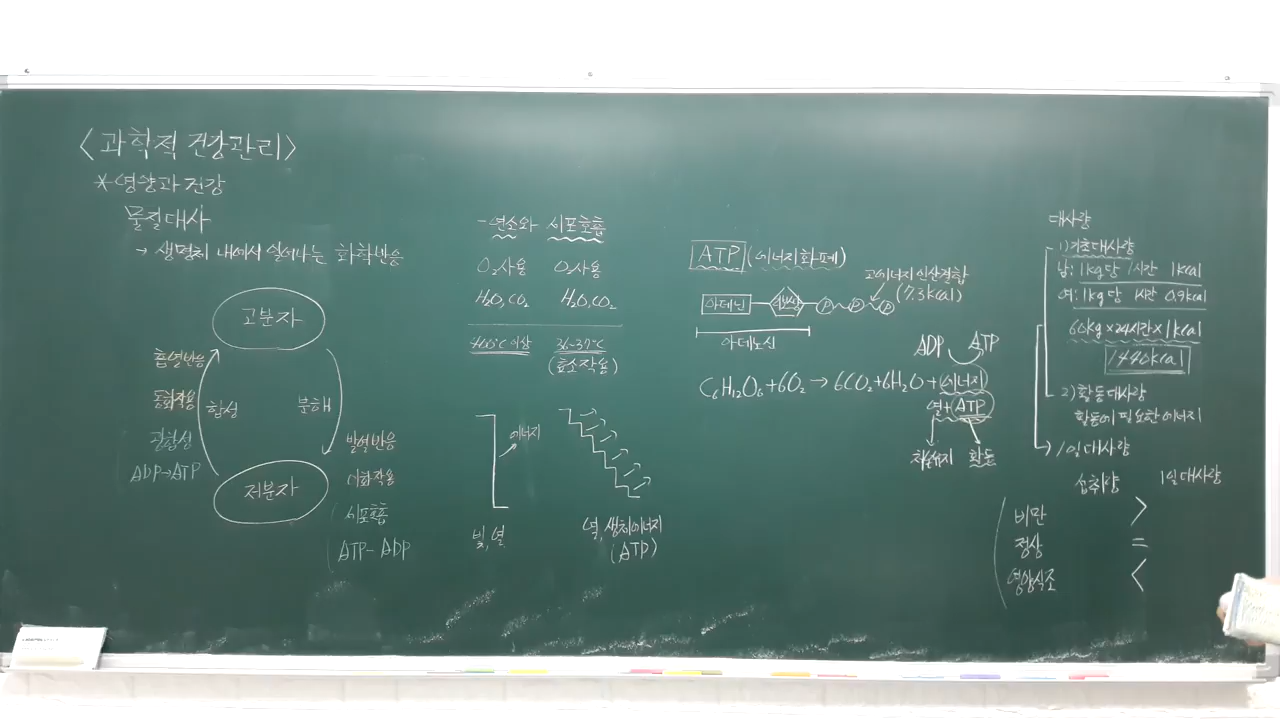 <과학적 건강관리>
*영양과 건강
물질대사
→ 생명체 내에서 일어나는 화학반응
고분자
흡열반응
동화작용
합성
광합성
ADP→ATP
분해
발열반응
이화작용
세포호흡
ATP-ADP
저분자
-연소와 세포호흡
O₂사용 O₂사용
H₂O,CO₂ H₂O,CO₂
400℃이상 36~37℃
(효소작용)
에너지
빛,열
열,생체에너지
(ATP)
ATP (에너지화폐)
고에너지 인산결합
(7.3kcal)
아데닌 리보스 P P P
아데노신
ADP ATP
C₆H₁₂O₆+6O₂→6CO₂+6H₂O+에너지
열+ATP
체온유지 활동
대사량
1)기초대사량
남:1kg당 1시간 1kcal
여:1kg당 1시간 0.9kcal
60kg×24시간×1kcal
1440kcal
2)활동대사량
활동에 필요한 에너지
1일대사량
섭취량 1일대사량
비만 >
정상 =
영양실조 <